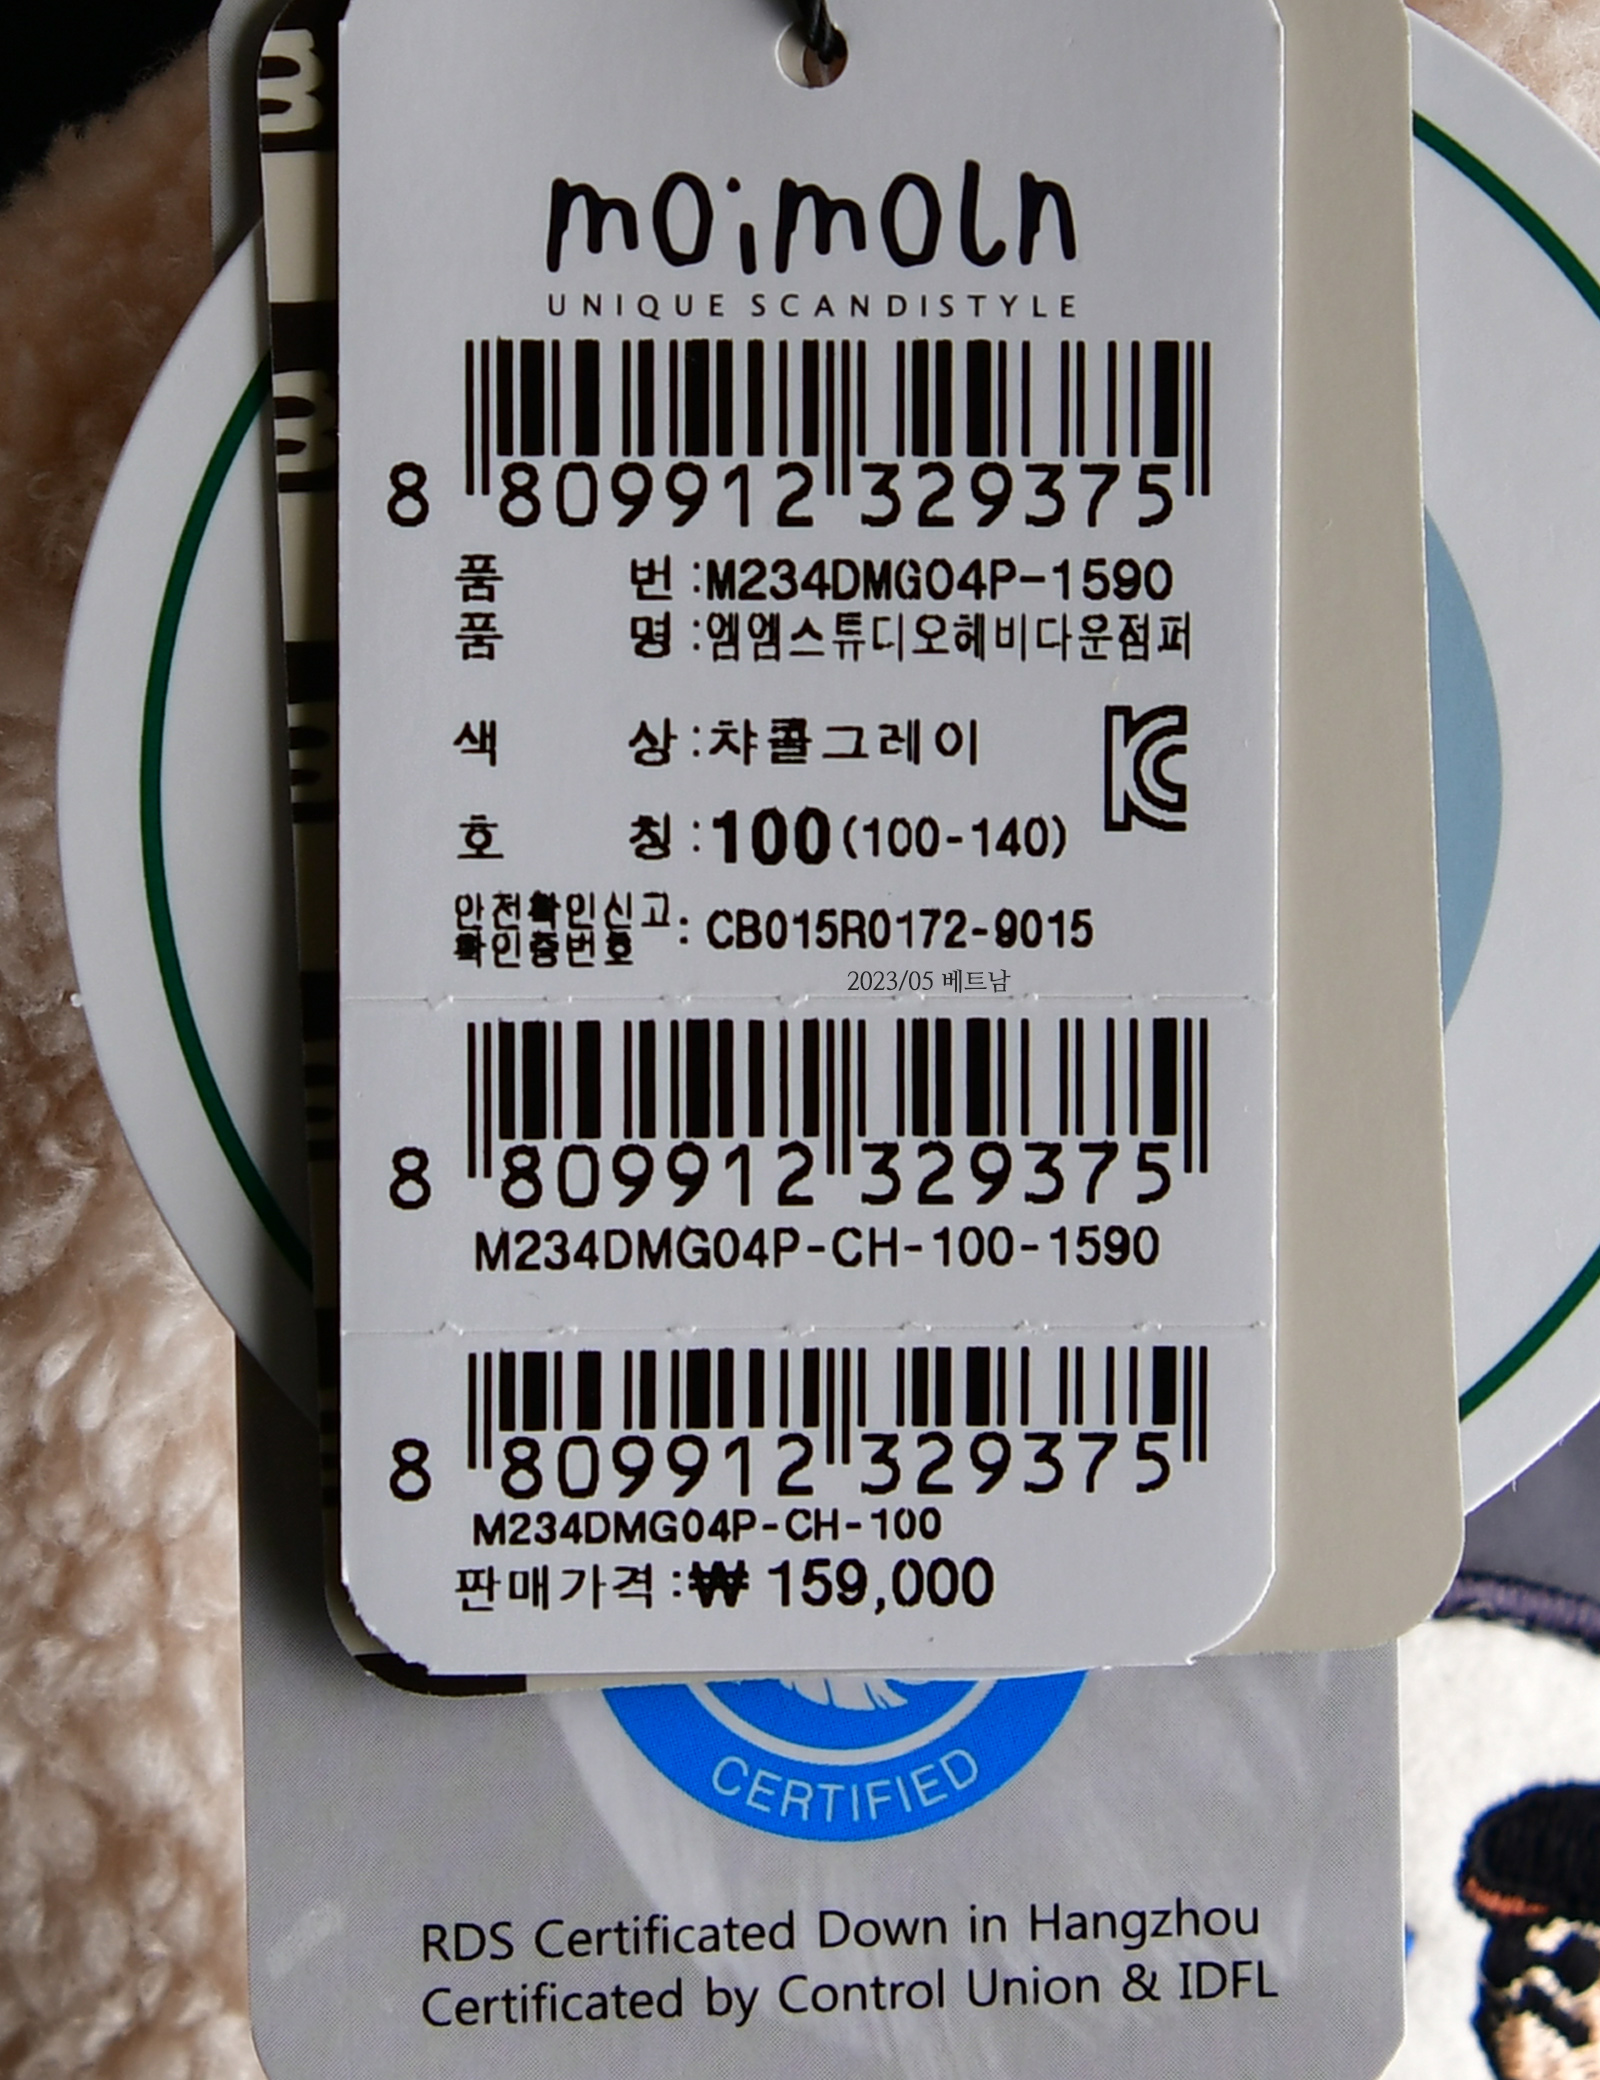 moimoln
UNIQUE SCANDISTYLE
8 809912 329375
품 번 : M234DMG04P-1590
품 명 : 엠엠스튜디오헤비다운점퍼
색 상 : 챠콜그레이
호 칭 : 100 (100-140)
안전확인신고
확인증번호 : CB015R0172-9015
2023/05 베트남
8 809912 329375
M234DMG04P-CH-100-1590
8 809912 329375
M234DMG04P-CH-100
판매가격 : ₩ 159,000
CERTIFIED
RDS Certificated Down in Hangzhou
Certificated by Control Union & IDFL